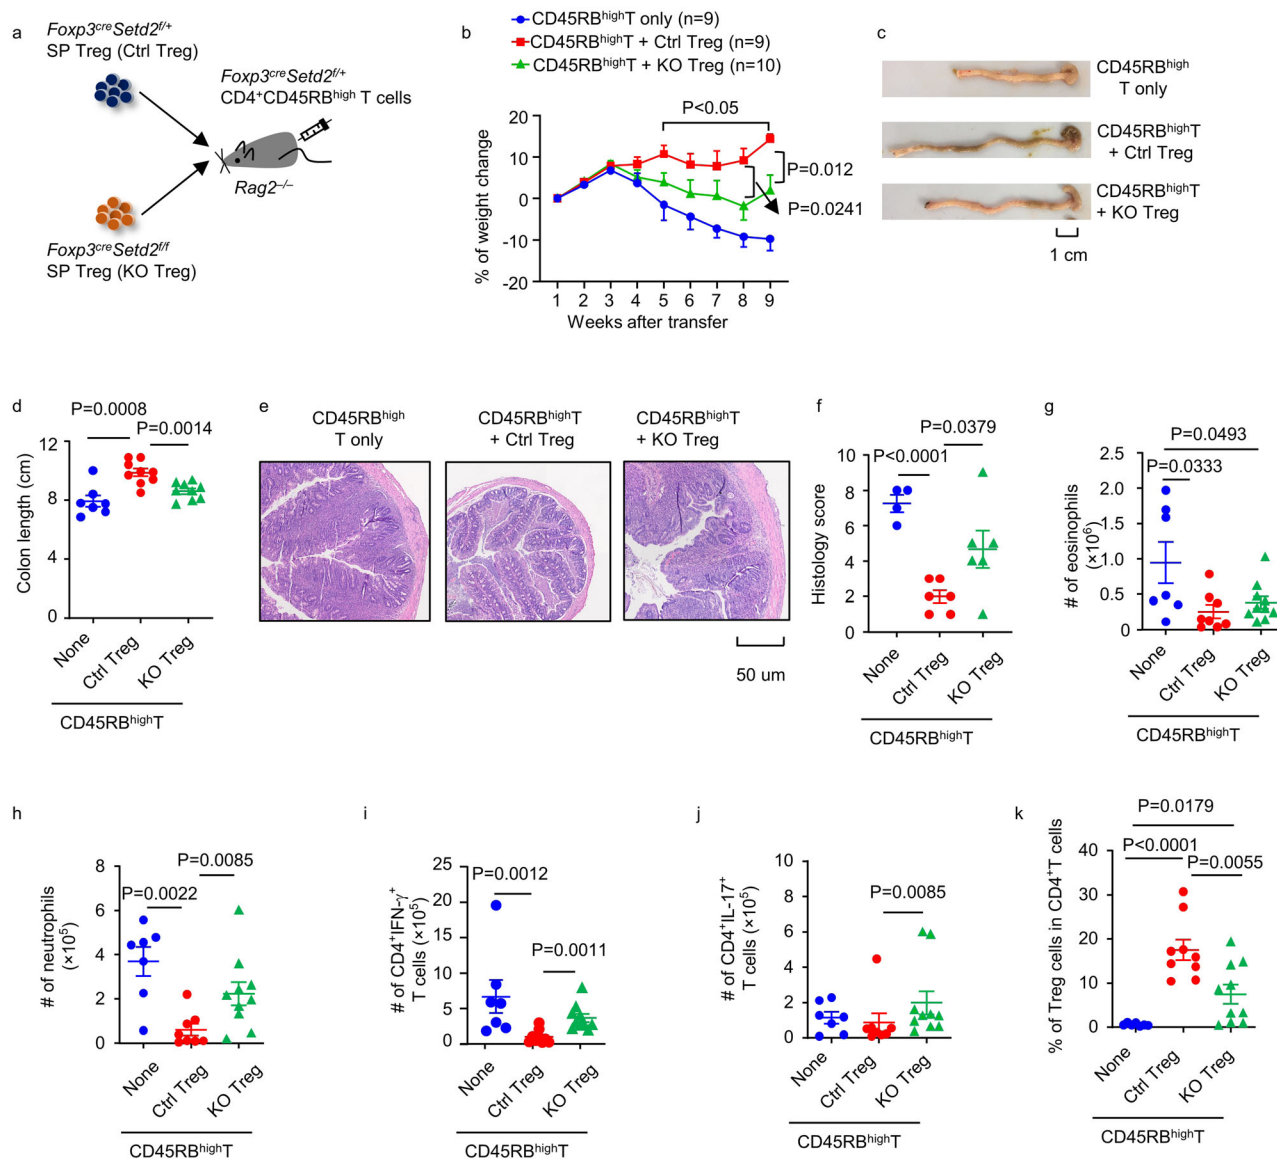 a
Foxp3creSetd2f/+
SP Treg (Ctrl Treg)
Foxp3creSetd2f/+
CD4+CD45RBhigh T cells
Rag2–/–
Foxp3creSetd2f/f
SP Treg (KO Treg)
b
CD45RBhighT only (n=9)
CD45RBhighT + Ctrl Treg (n=9)
CD45RBhighT + KO Treg (n=10)
P<0.05
P=0.012
P=0.0241
% of weight change
20
10
0
-10
-20
1 2 3 4 5 6 7 8 9
Weeks after transfer
c
CD45RBhigh
T only
CD45RBhighT
+ Ctrl Treg
CD45RBhighT
+ KO Treg
1 cm
d
P=0.0008
P=0.0014
Colon length (cm)
12
8
4
0
None
Ctrl Treg
KO Treg
CD45RBhighT
e
CD45RBhigh
T only
CD45RBhighT
+ Ctrl Treg
CD45RBhighT
+ KO Treg
50 um
f
P=0.0379
P<0.0001
Histology score
10
8
6
4
2
0
None
Ctrl Treg
KO Treg
CD45RBhighT
g
P=0.0493
P=0.0333
# of eosinophils
(×106)
2.5
2.0
1.5
1.0
0.5
0
None
Ctrl Treg
KO Treg
CD45RBhighT
h
P=0.0085
P=0.0022
# of neutrophils
(×105)
8
6
4
2
0
None
Ctrl Treg
KO Treg
CD45RBhighT
i
P=0.0012
P=0.0011
# of CD4+IFN-γ+
T cells (×105)
25
20
15
10
5
0
None
Ctrl Treg
KO Treg
CD45RBhighT
j
P=0.0085
# of CD4+IL-17+
T cells (×105)
10
8
6
4
2
0
None
Ctrl Treg
KO Treg
CD45RBhighT
k
P=0.0179
P<0.0001
P=0.0055
% of Treg cells in CD4+T cells
40
30
20
10
0
None
Ctrl Treg
KO Treg
CD45RBhighT